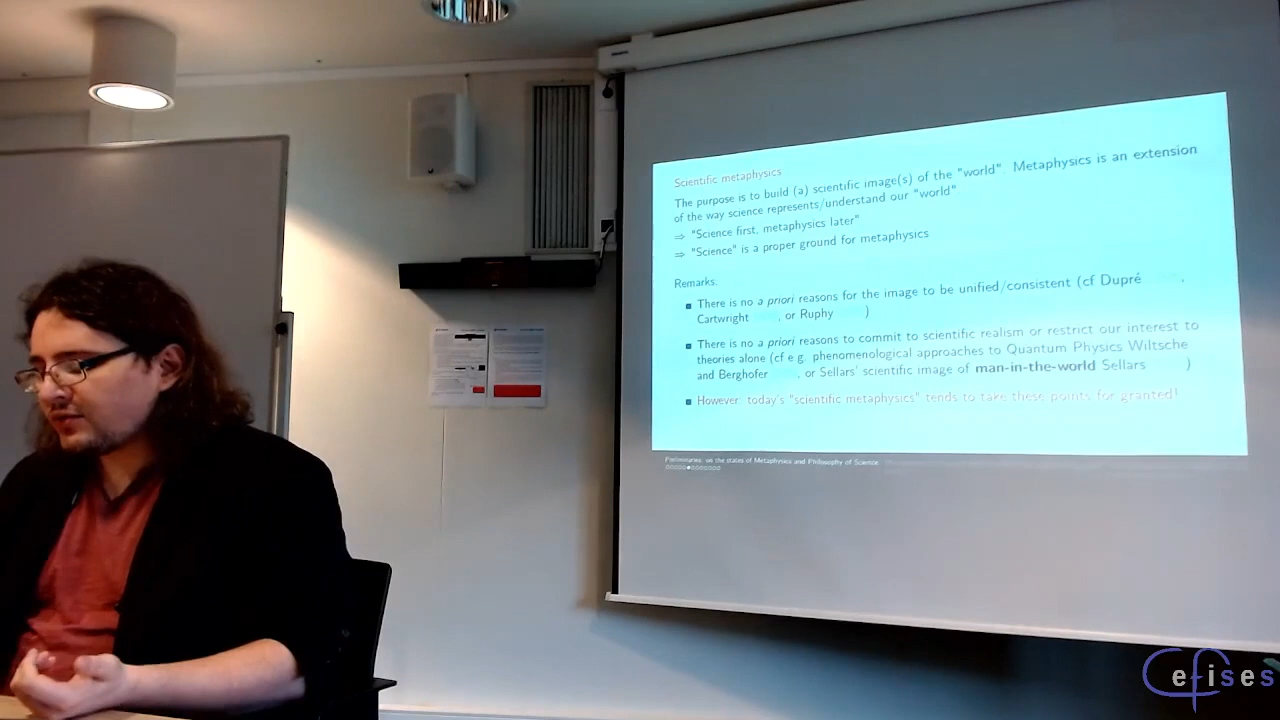 Scientific metaphysics
The purpose is to build (a) scientific image(s) of the "world". Metaphysics is an extension
of the way science represents/understand our "world"
⇒ "Science first, metaphysics later"
⇒ "Science" is a proper ground for metaphysics
Remarks:
There is no a priori reasons for the image to be unified/consistent (cf Dupré ,
Cartwright , or Ruphy )
There is no a priori reasons to commit to scientific realism or restrict our interest to
theories alone (cf e.g. phenomenological approaches to Quantum Physics Wiltsche
and Berghofer , or Sellars' scientific image of man-in-the-world Sellars )
However: today's "scientific metaphysics" tends to take these points for granted!
Preliminaries: on the states of Metaphysics and Philosophy of Science
Cefises